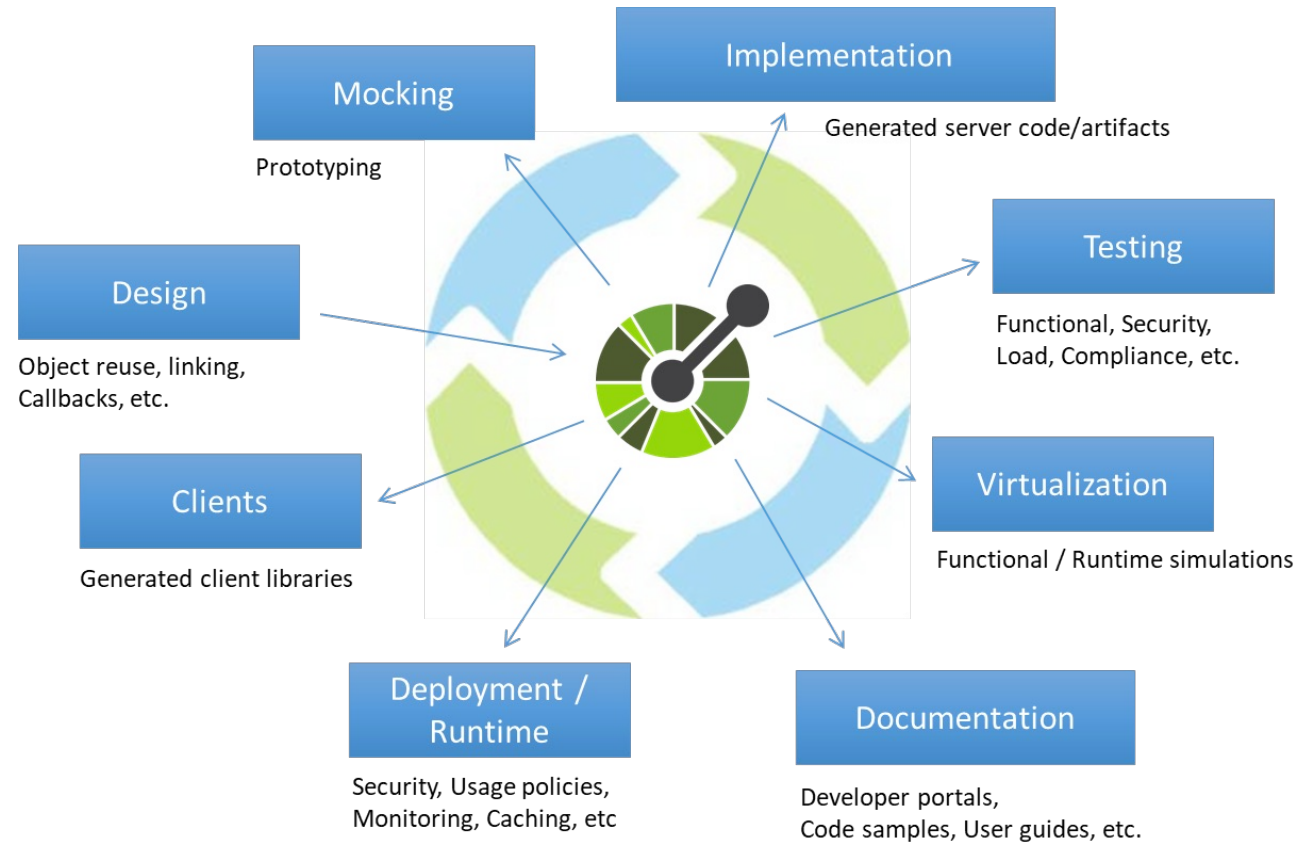 Implementation
Generated server code/artifacts
Mocking
Prototyping
Testing
Functional, Security,
Load, Compliance, etc.
Design
Object reuse, linking,
Callbacks, etc.
Virtualization
Functional / Runtime simulations
Clients
Generated client libraries
Deployment /
Runtime
Security, Usage policies,
Monitoring, Caching, etc
Documentation
Developer portals,
Code samples, User guides, etc.